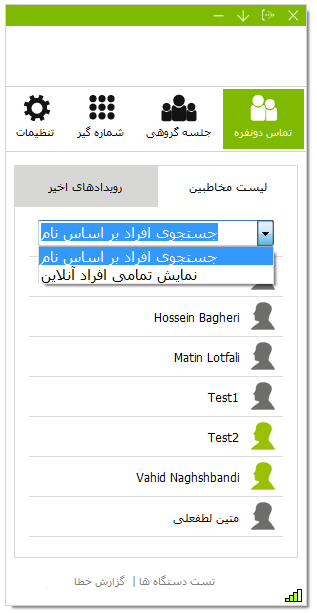 تماس دونفره
جلسه گروهی
شماره گیر
تنظیمات
لیست مخاطبین
رویدادهای اخیر
جستجوی افراد بر اساس نام
جستجوی افراد بر اساس نام
نمایش تمامی افراد آنلاین
Hossein Bagheri
Matin Lotfali
Test1
Test2
Vahid Naghshbandi
متین لطفعلی
تست دستگاه ها | گزارش خطا